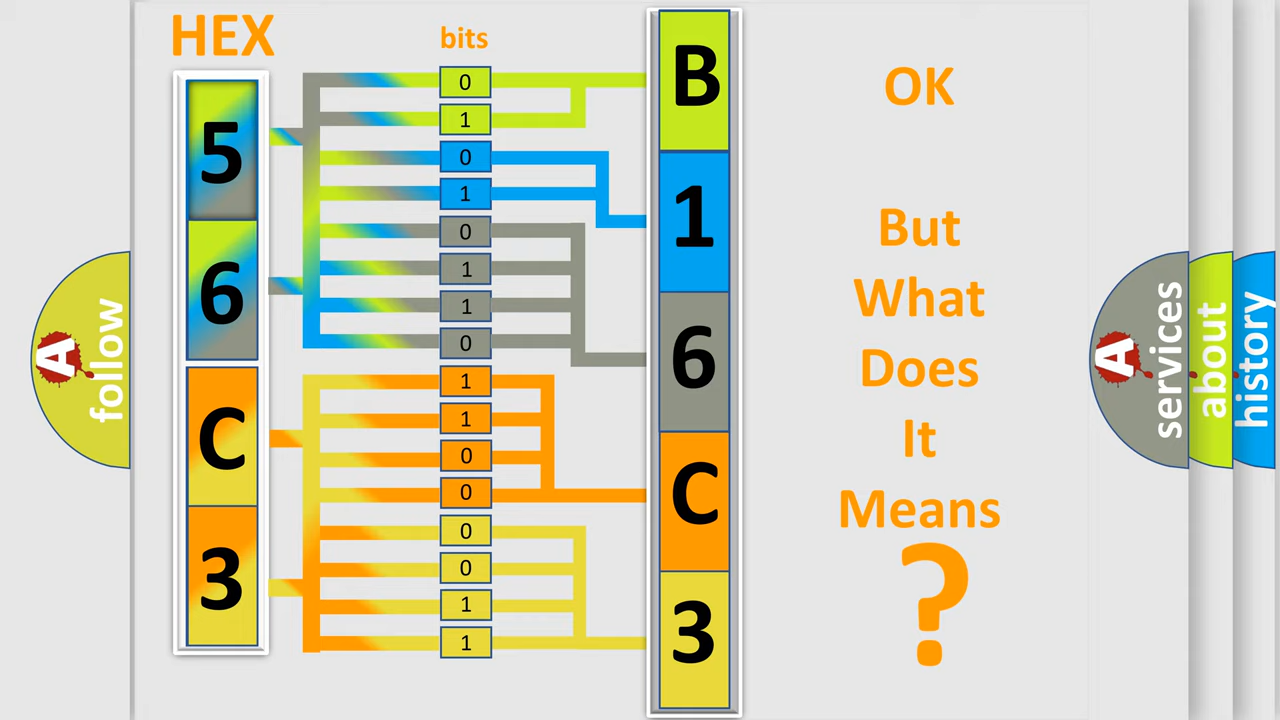 HEX
bits
5
6
C
3
0
1
0
1
0
1
1
0
1
1
0
0
0
0
1
1
B
1
6
C
3
OK
But
What
Does
It
Means
?
A
follow
A
services
about
history